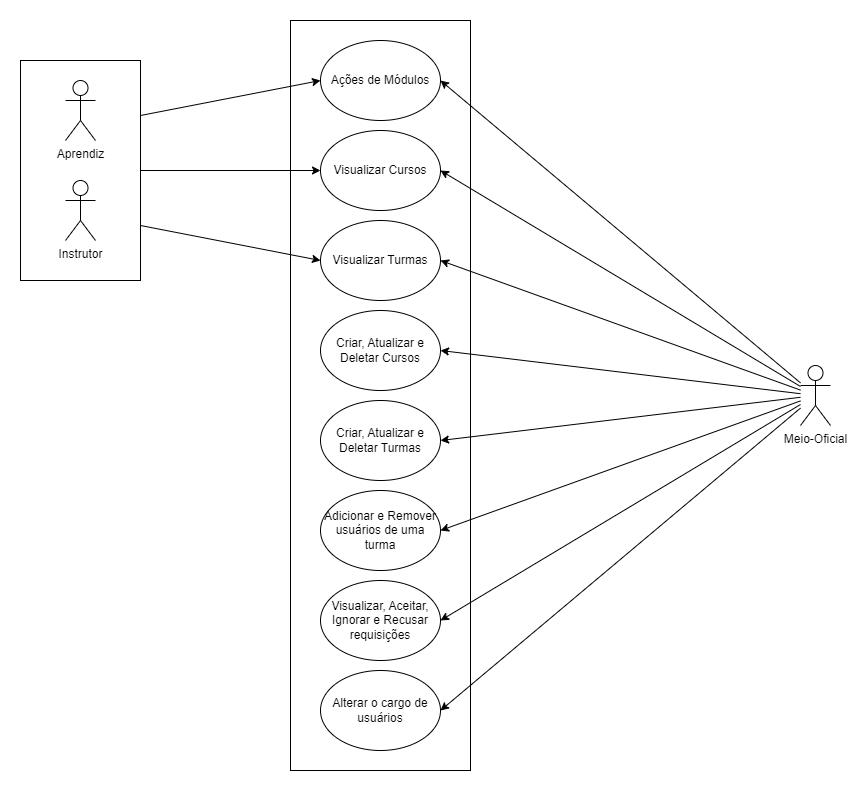 Aprendiz
Instrutor
Ações de Módulos
Visualizar Cursos
Visualizar Turmas
Criar, Atualizar e
Deletar Cursos
Criar, Atualizar e
Deletar Turmas
Adicionar e Remover
usuários de uma
turma
Visualizar, Aceitar,
Ignorar e Recusar
requisições
Alterar o cargo de
usuários
Meio-Oficial